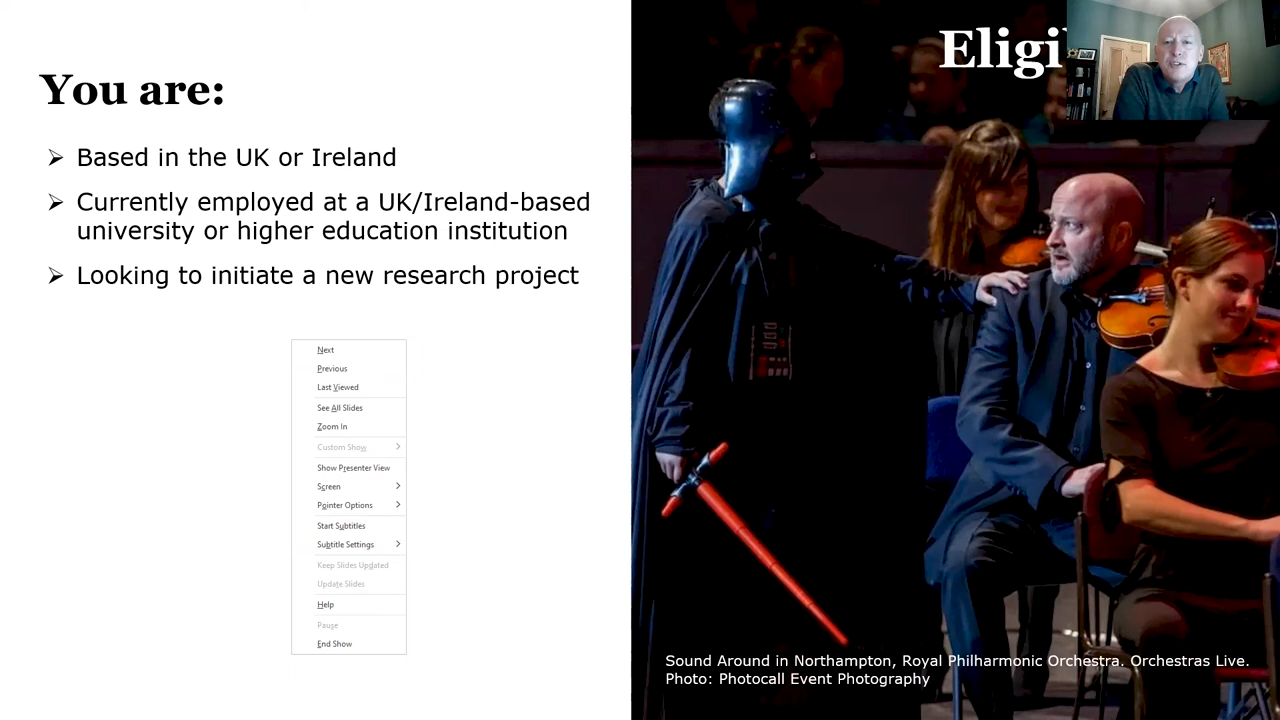 You are:
➢ Based in the UK or Ireland
➢ Currently employed at a UK/Ireland-based
university or higher education institution
➢ Looking to initiate a new research project
Next
Previous
Last Viewed
See All Slides
Zoom In
Custom Show
Show Presenter View
Screen
Pointer Options
Start Subtitles
Subtitle Settings
Keep Slides Updated
Update Slides
Help
Pause
End Show
Sound Around in Northampton, Royal Philharmonic Orchestra. Orchestras Live.
Photo: Photocall Event Photography